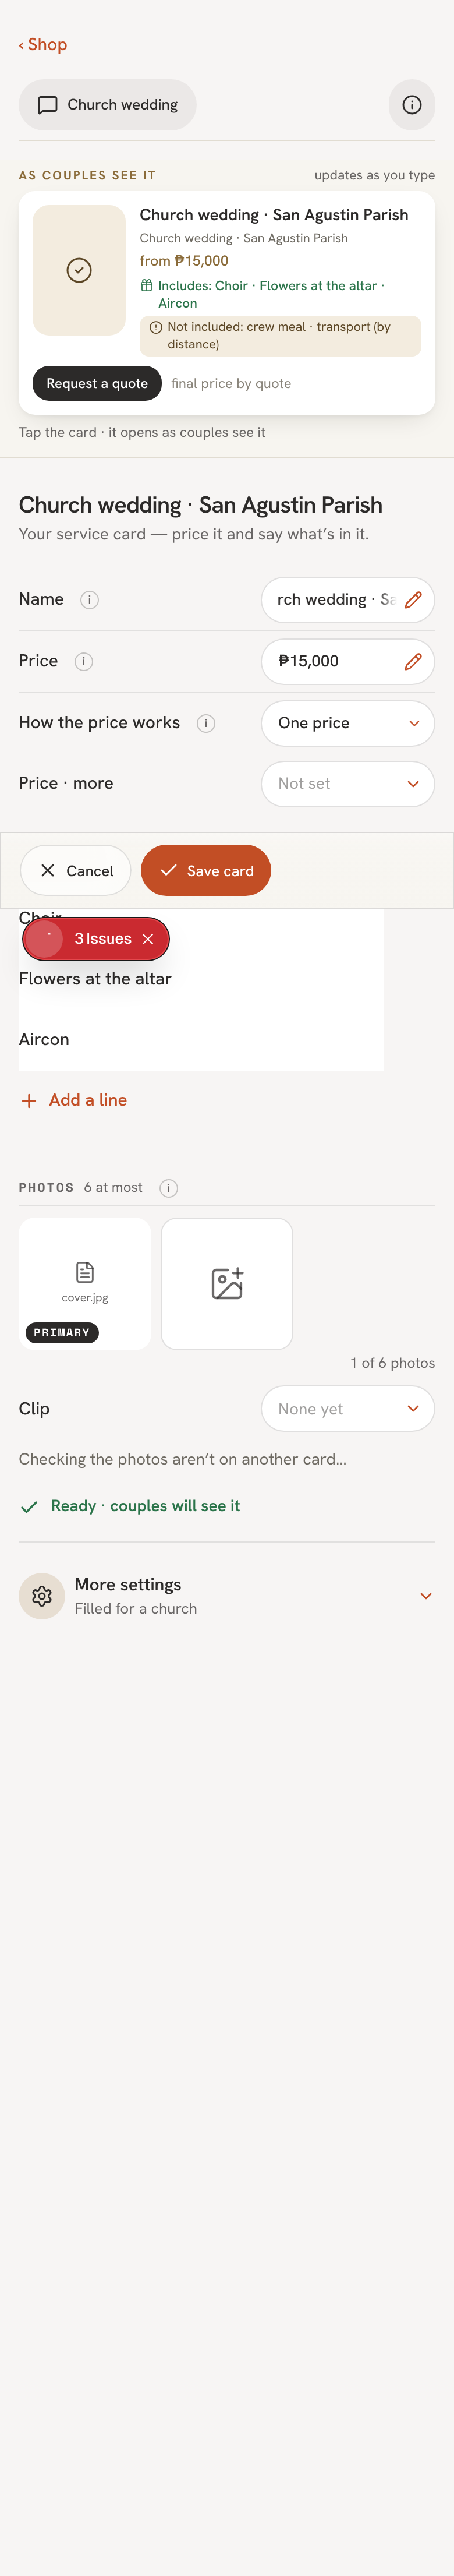 ‹ Shop
Church wedding
AS COUPLES SEE IT
updates as you type
Church wedding · San Agustin Parish
Church wedding · San Agustin Parish
from ₱15,000
Includes: Choir · Flowers at the altar ·
Aircon
Not included: crew meal · transport (by
distance)
Request a quote
final price by quote
Tap the card · it opens as couples see it
Church wedding · San Agustin Parish
Your service card — price it and say what’s in it.
Name
rch wedding · Sa
Price
₱15,000
How the price works
One price
Price · more
Not set
Cancel
Save card
Choir
3 Issues
Flowers at the altar
Aircon
Add a line
PHOTOS 6 at most
cover.jpg
PRIMARY
1 of 6 photos
Clip
None yet
Checking the photos aren’t on another card…
Ready · couples will see it
More settings
Filled for a church